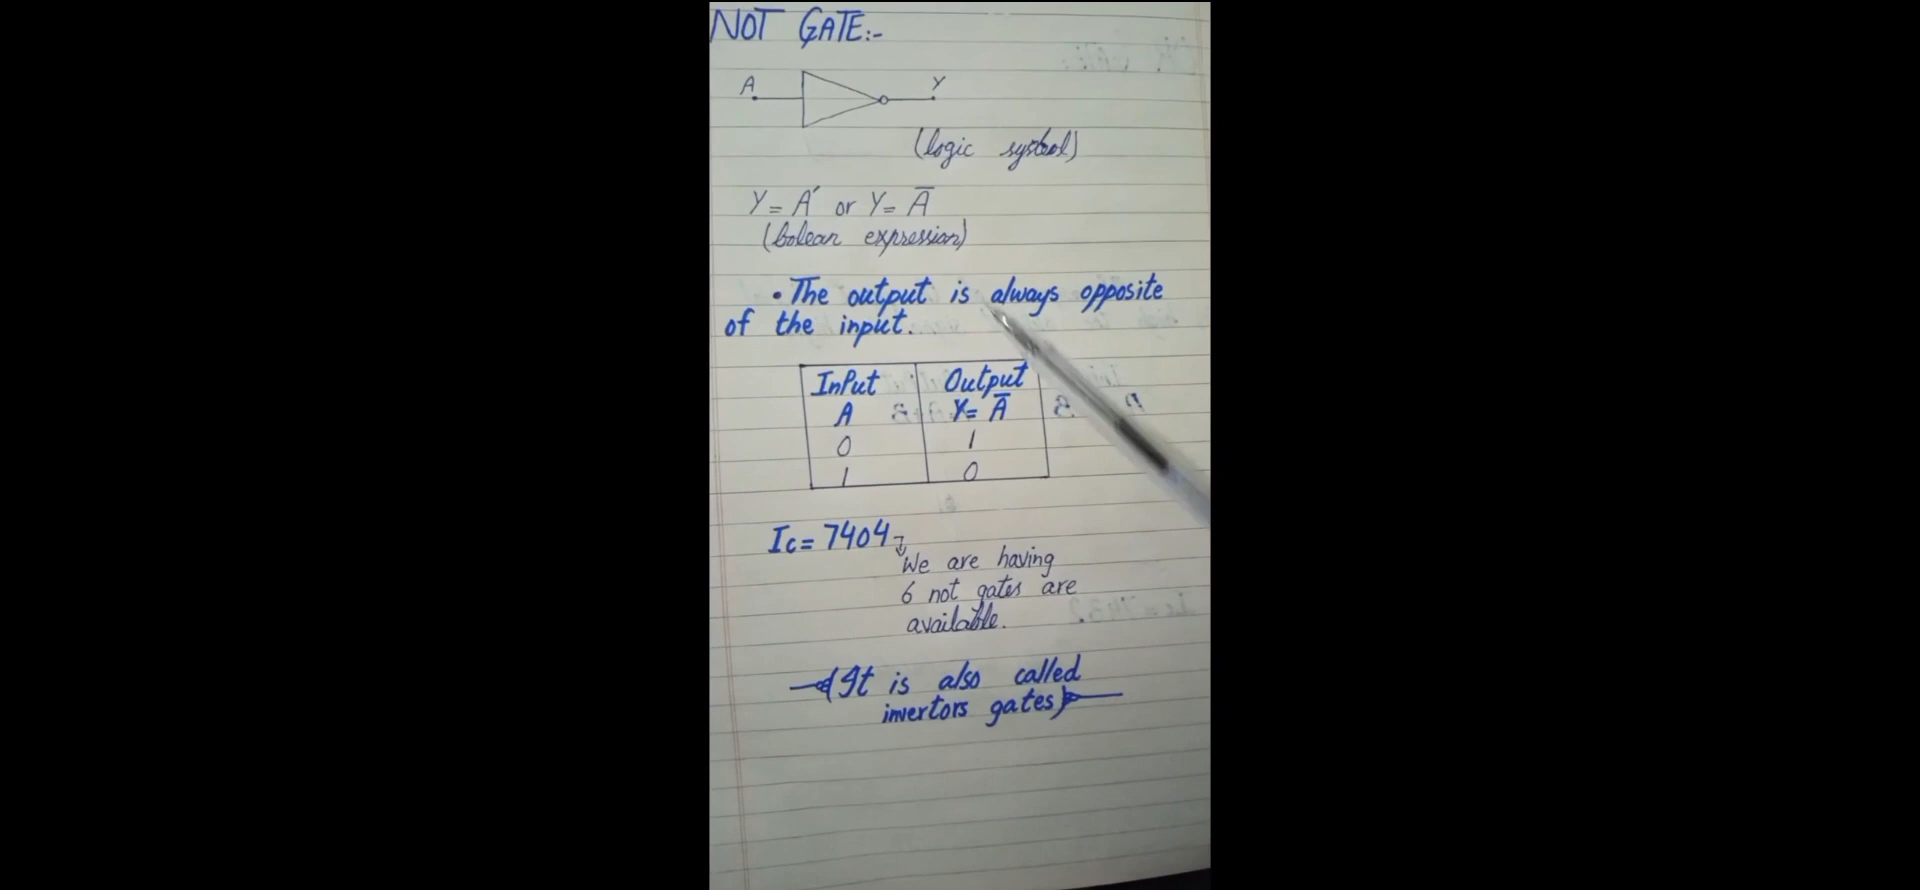 NOT GATE:-
A Y
(logic symbol)
Y = A' or Y = A̅
(bolean expression)
• The output is always opposite
of the input.
InPut Output
A Y = A̅
0 1
1 0
Ic = 7404
We are having
6 not gates are
available.
(It is also called
invertors gates)